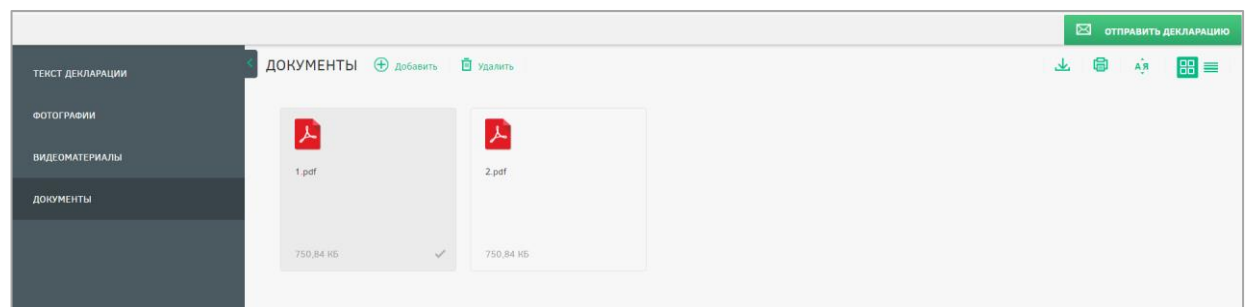 ОТПРАВИТЬ ДЕКЛАРАЦИЮ
ТЕКСТ ДЕКЛАРАЦИИ
ФОТОГРАФИИ
ВИДЕОМАТЕРИАЛЫ
ДОКУМЕНТЫ
ДОКУМЕНТЫ Добавить Удалить
А Я
1.pdf
750,84 КБ
2.pdf
750,84 КБ